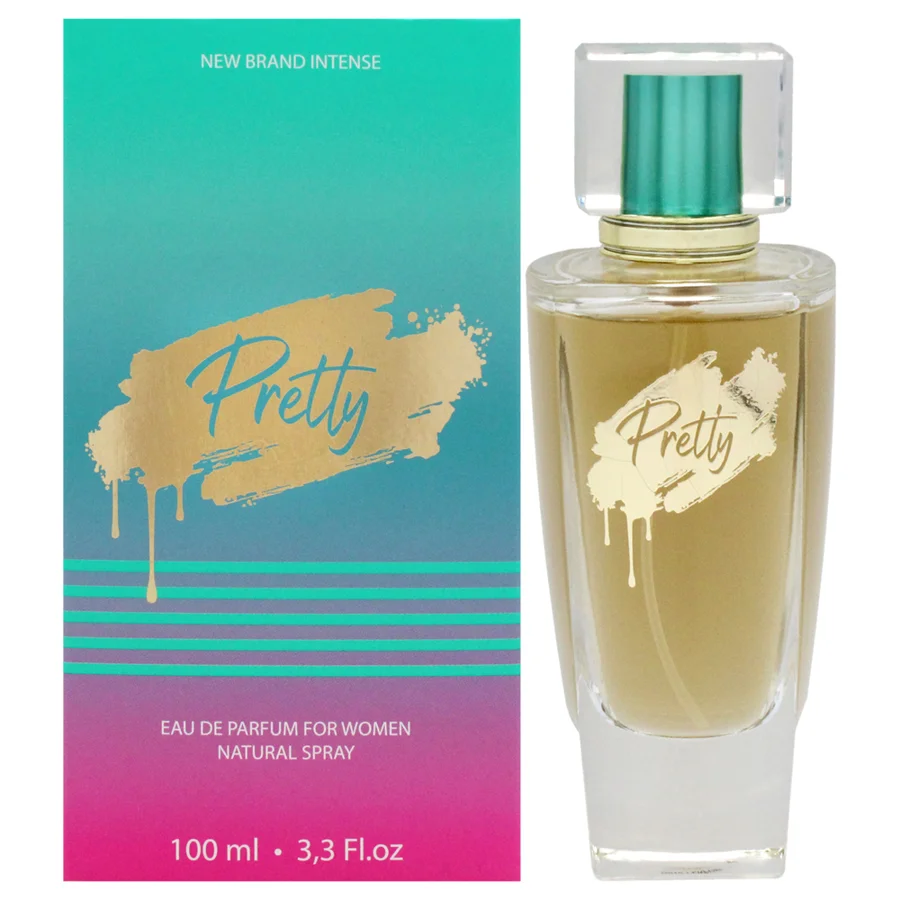 NEW BRAND INTENSE
Pretty
EAU DE PARFUM FOR WOMEN
NATURAL SPRAY
100 ml • 3,3 Fl.oz
Pretty